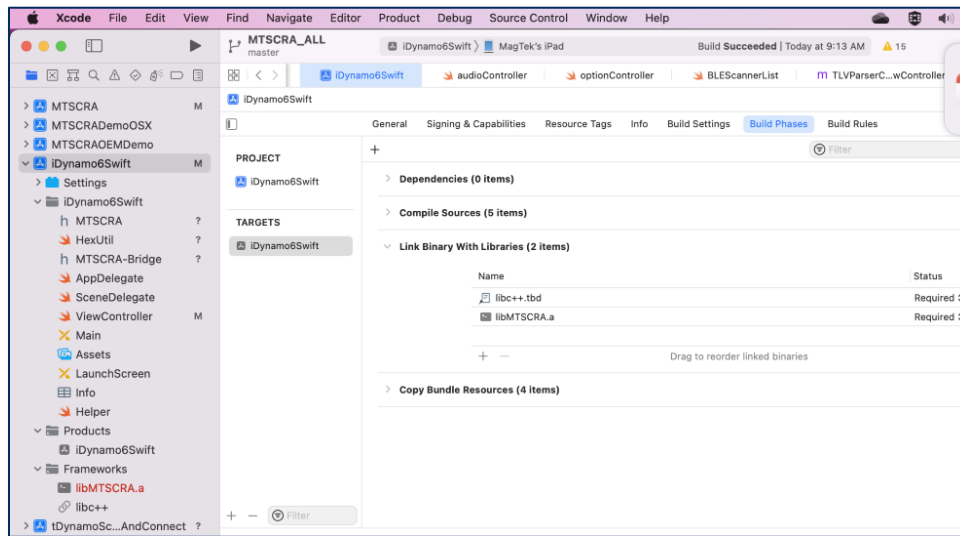 Xcode File Edit View Find Navigate Editor Product Debug Source Control Window Help
MTSCRA_ALL
master
iDynamo6Swift 〉 MagTek's iPad
Build Succeeded | Today at 9:13 AM
15
iDynamo6Swift
audioController
optionController
BLEScannerList
m TLVParserC...wController
iDynamo6Swift
MTSCRA M
MTSCRADemoOSX
MTSCRAOEMDemo
iDynamo6Swift M
Settings
iDynamo6Swift
h MTSCRA ?
HexUtil ?
h MTSCRA-Bridge ?
AppDelegate
SceneDelegate
ViewController M
Main
Assets
LaunchScreen
Info
Helper
Products
iDynamo6Swift
Frameworks
libMTSCRA.a
libc++
tDynamoSc...AndConnect ?
General Signing & Capabilities Resource Tags Info Build Settings Build Phases Build Rules
PROJECT
iDynamo6Swift
TARGETS
iDynamo6Swift
+ − Filter
+ Filter
Dependencies (0 items)
Compile Sources (5 items)
Link Binary With Libraries (2 items)
Name Status
libc++.tbd Required
libMTSCRA.a Required
+ − Drag to reorder linked binaries
Copy Bundle Resources (4 items)